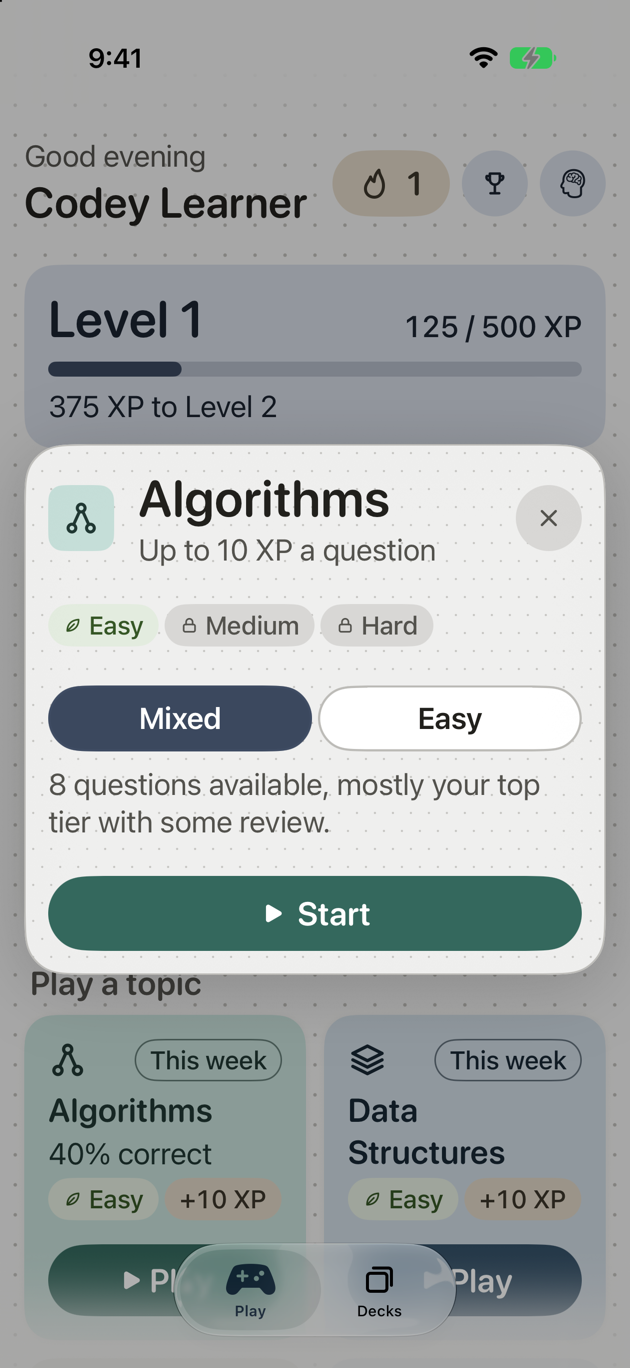 9:41
Good evening
Codey Learner
1
Level 1
125 / 500 XP
375 XP to Level 2
Algorithms
Up to 10 XP a question
Easy
Medium
Hard
Mixed
Easy
8 questions available, mostly your top
tier with some review.
Start
Play a topic
This week
Algorithms
40% correct
Easy
+10 XP
Play
This week
Data
Structures
Easy
+10 XP
Play
Play
Decks